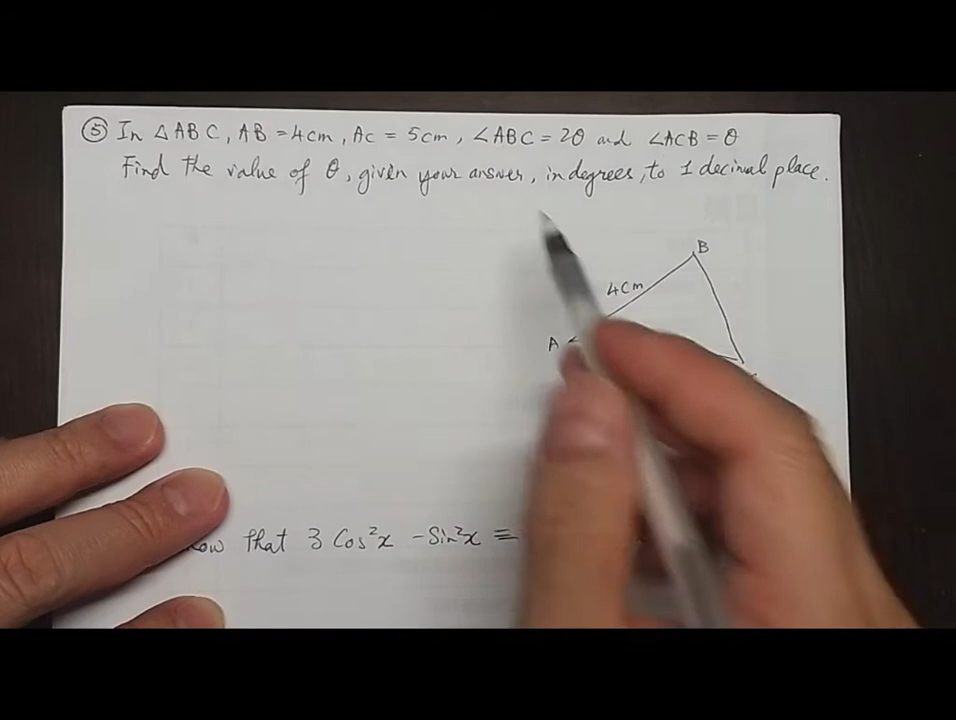 ⑤ In △ABC, AB = 4cm, AC = 5cm, ∠ABC = 2θ and ∠ACB = θ
Find the value of θ, given your answer, in degrees, to 1 decimal place.
B
4cm
A
that 3 Cos²x - Sin²x ≡